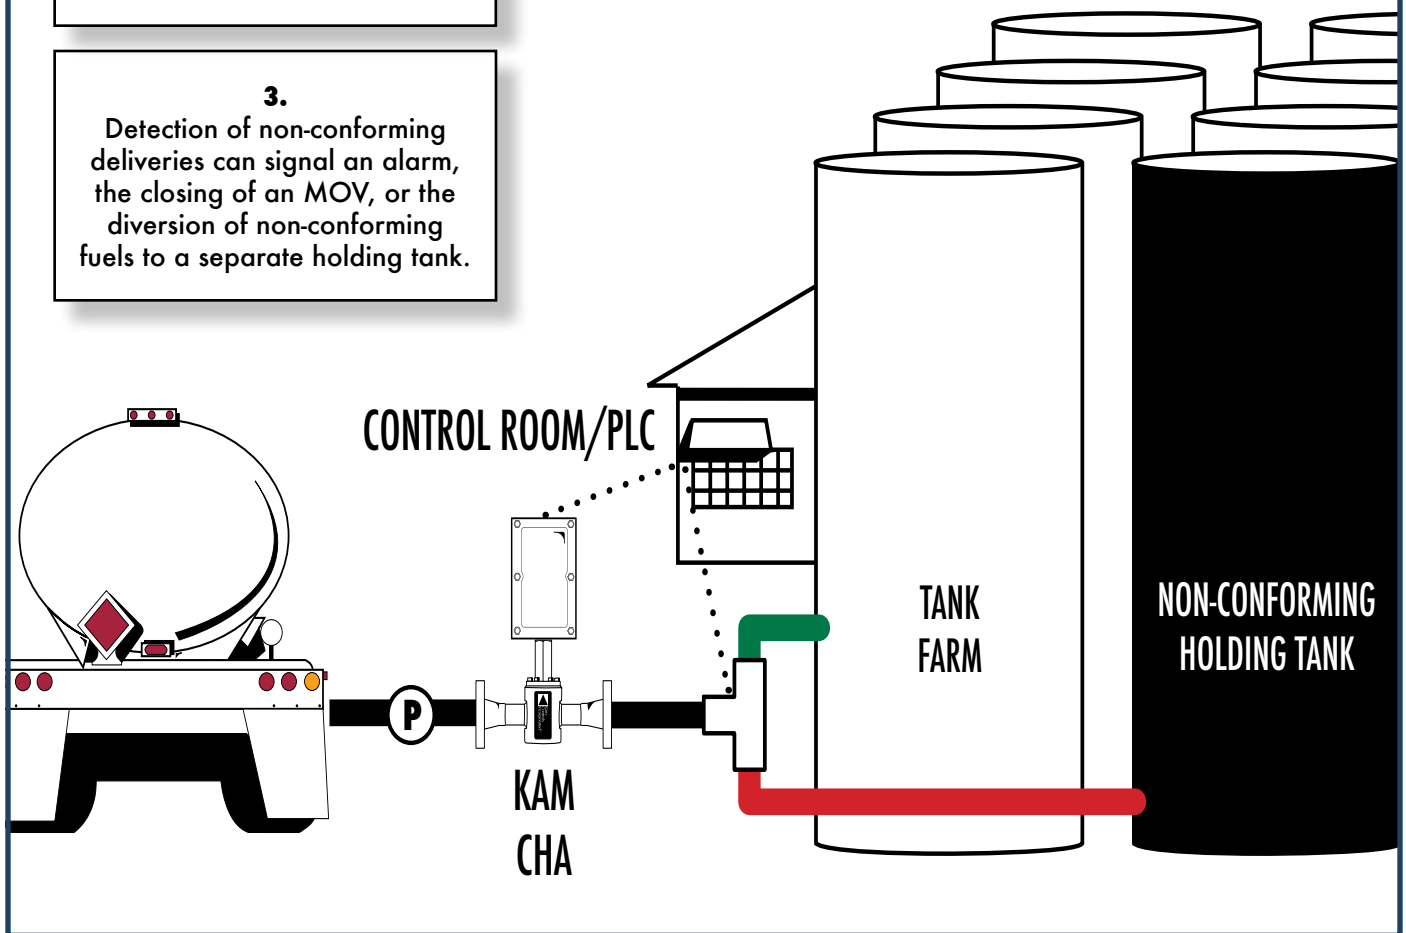 3.
Detection of non-conforming
deliveries can signal an alarm,
the closing of an MOV, or the
diversion of non-conforming
fuels to a separate holding tank.
CONTROL ROOM/PLC
TANK
FARM
NON-CONFORMING
HOLDING TANK
P
KAM
CHA